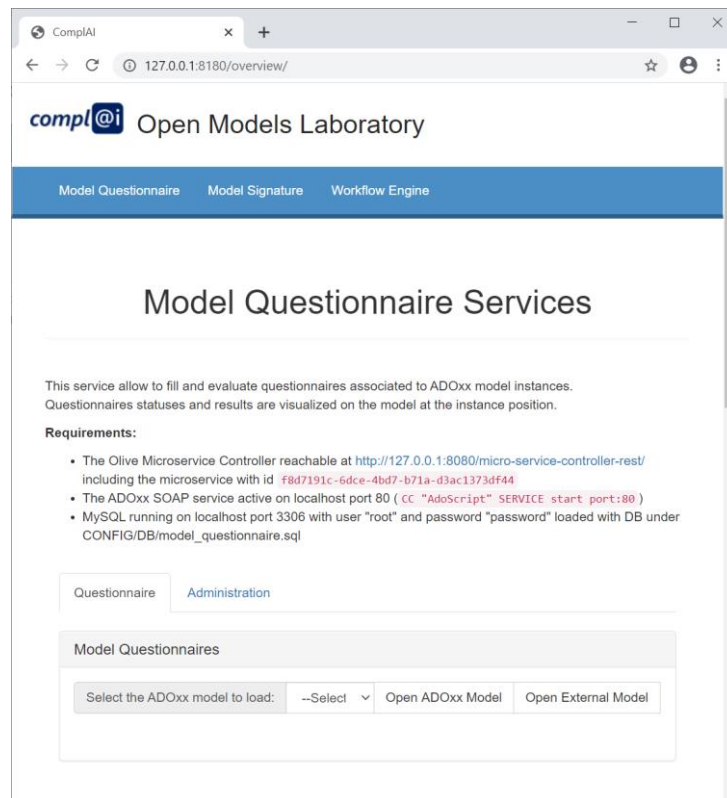 ComplAI
127.0.0.1:8180/overview/
compl@i Open Models Laboratory
Model Questionnaire Model Signature Workflow Engine
Model Questionnaire Services
This service allow to fill and evaluate questionnaires associated to ADOxx model instances.
Questionnaires statuses and results are visualized on the model at the instance position.
Requirements:
• The Olive Microservice Controller reachable at http://127.0.0.1:8080/micro-service-controller-rest/
including the microservice with id f8d7191c-6dce-4bd7-b71a-d3ac1373df44
• The ADOxx SOAP service active on localhost port 80 ( CC "AdoScript" SERVICE start port:80 )
• MySQL running on localhost port 3306 with user "root" and password "password" loaded with DB under
CONFIG/DB/model_questionnaire.sql
Questionnaire Administration
Model Questionnaires
Select the ADOxx model to load: --Select Open ADOxx Model Open External Model